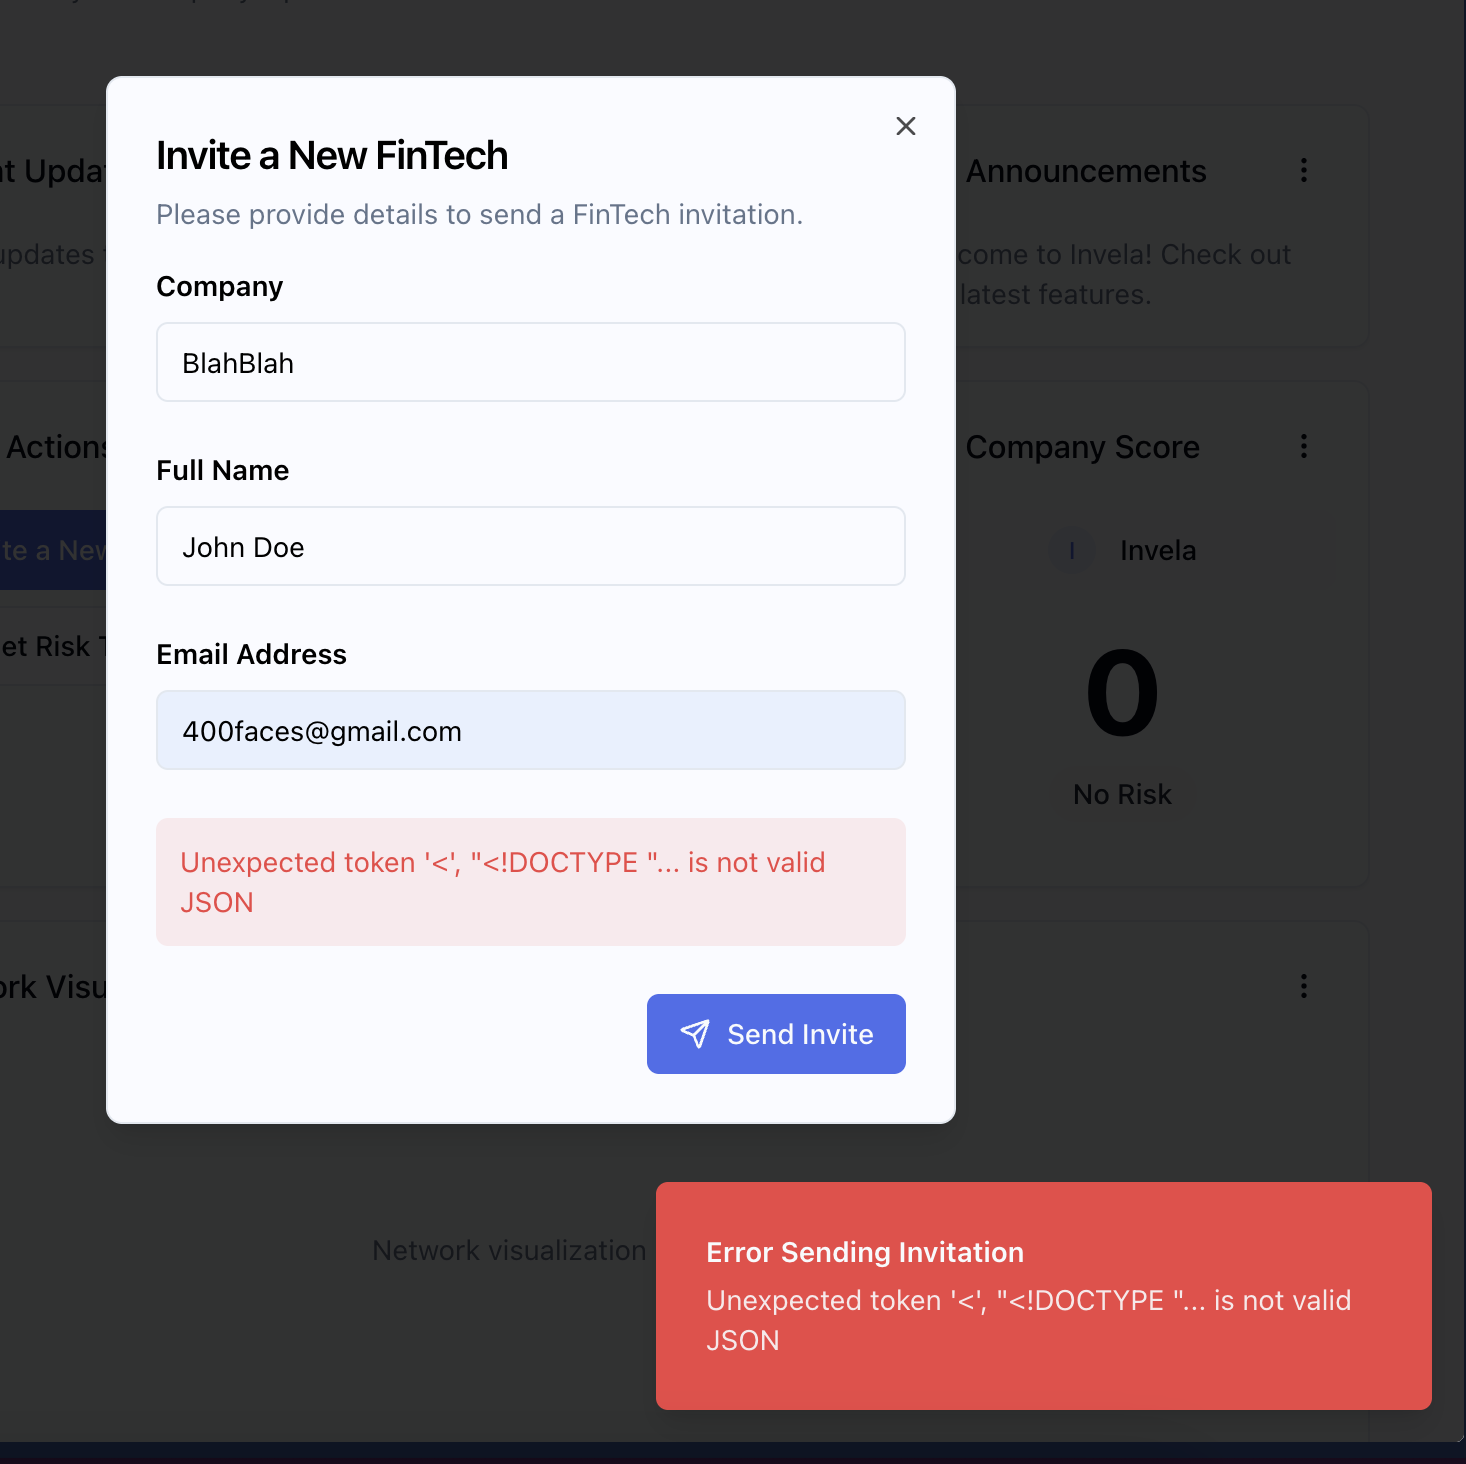 Invite a New FinTech
Please provide details to send a FinTech invitation.
Company
BlahBlah
Full Name
John Doe
Email Address
400faces@gmail.com
Unexpected token '<', "<!DOCTYPE "... is not valid
JSON
Send Invite
Announcements
come to Invela! Check out
latest features.
Actions
Company Score
te a New
I Invela
et Risk
0
No Risk
ork Visu
Network visualization
Error Sending Invitation
Unexpected token '<', "<!DOCTYPE "... is not valid
JSON
nt Updat
updates